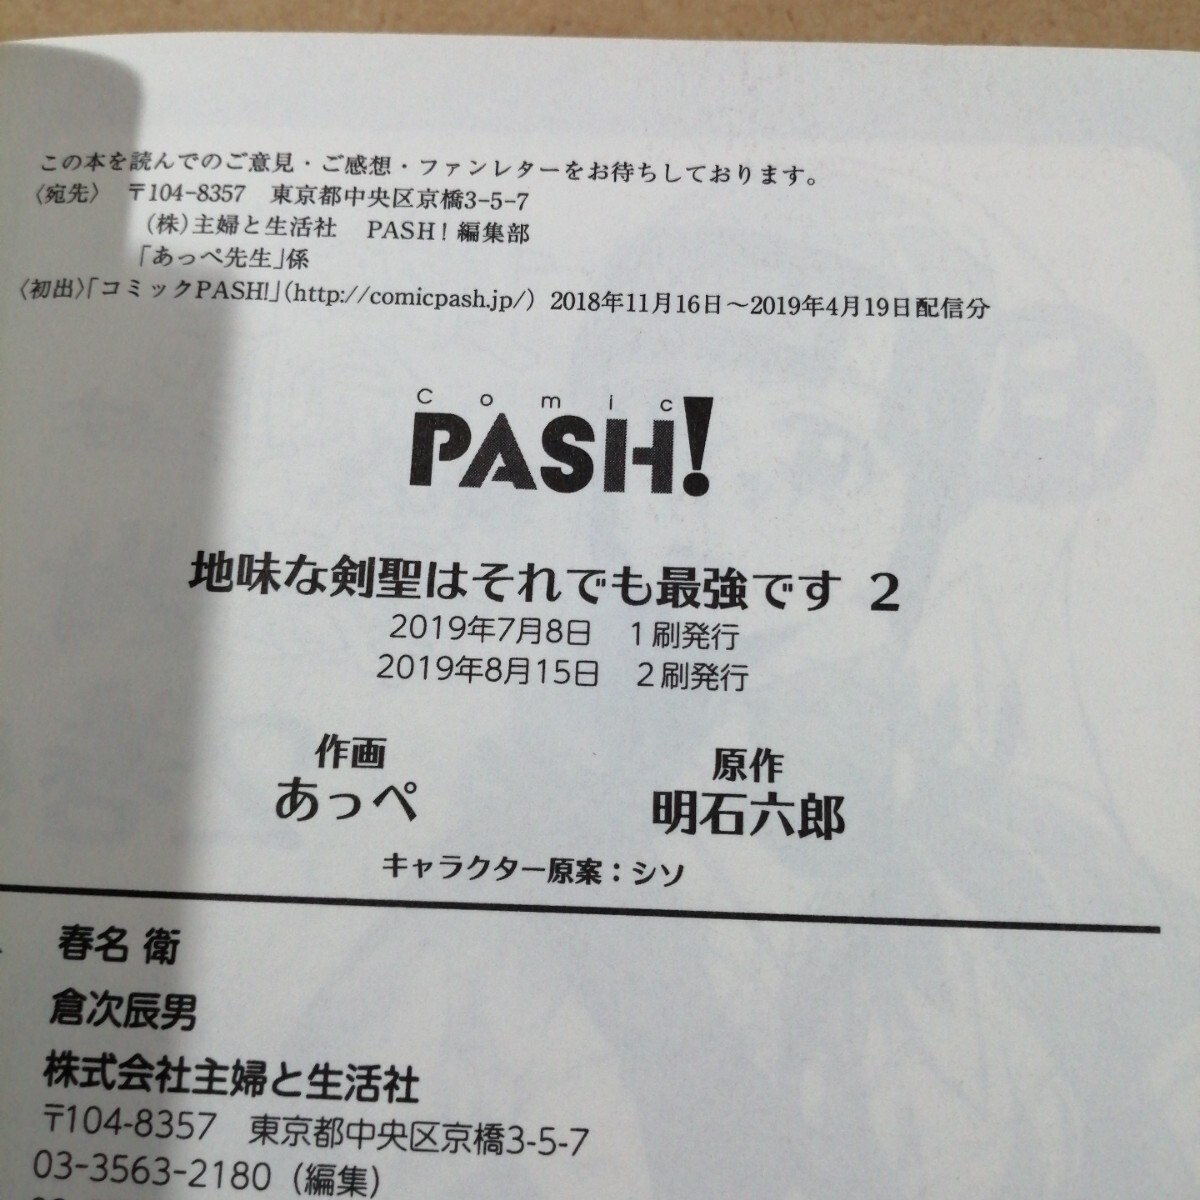 この本を読んでのご意見・ご感想・ファンレターをお待ちしております。
〈宛先〉 〒104-8357 東京都中央区京橋3-5-7
(株)主婦と生活社 PASH! 編集部
「あっぺ先生」係
〈初出〉「コミックPASH!」(http://comicpash.jp/) 2018年11月16日～2019年4月19日配信分
Comic
PASH!
地味な剣聖はそれでも最強です 2
2019年7月8日 1刷発行
2019年8月15日 2刷発行
作画 原作
あっぺ 明石六郎
キャラクター原案：シソ
春名 衛
倉次辰男
株式会社主婦と生活社
〒104-8357 東京都中央区京橋3-5-7
03-3563-2180 (編集)